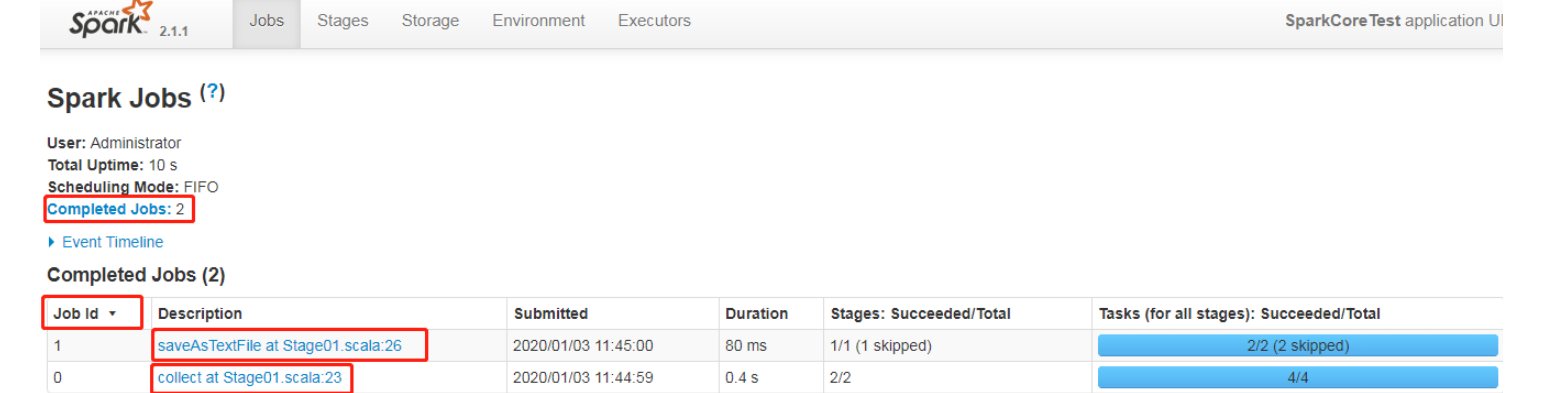 APACHE Spark 2.1.1 Jobs Stages Storage Environment Executors SparkCoreTest application UI
Spark Jobs (?)
User: Administrator
Total Uptime: 10 s
Scheduling Mode: FIFO
Completed Jobs: 2
Event Timeline
Completed Jobs (2)
Job Id Description Submitted Duration Stages: Succeeded/Total Tasks (for all stages): Succeeded/Total
1 saveAsTextFile at Stage01.scala:26 2020/01/03 11:45:00 80 ms 1/1 (1 skipped) 2/2 (2 skipped)
0 collect at Stage01.scala:23 2020/01/03 11:44:59 0.4 s 2/2 4/4